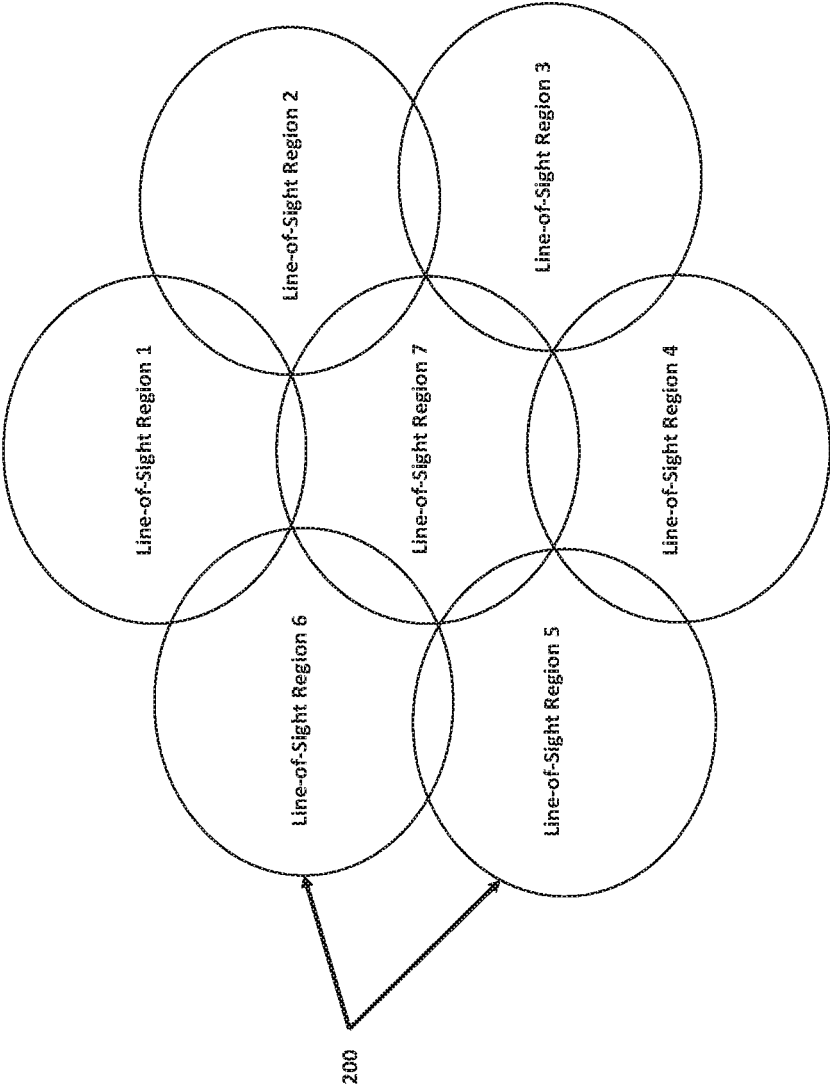 Line-of-Sight Region 1
Line-of-Sight Region 2
Line-of-Sight Region 3
Line-of-Sight Region 4
Line-of-Sight Region 5
Line-of-Sight Region 6
Line-of-Sight Region 7
200